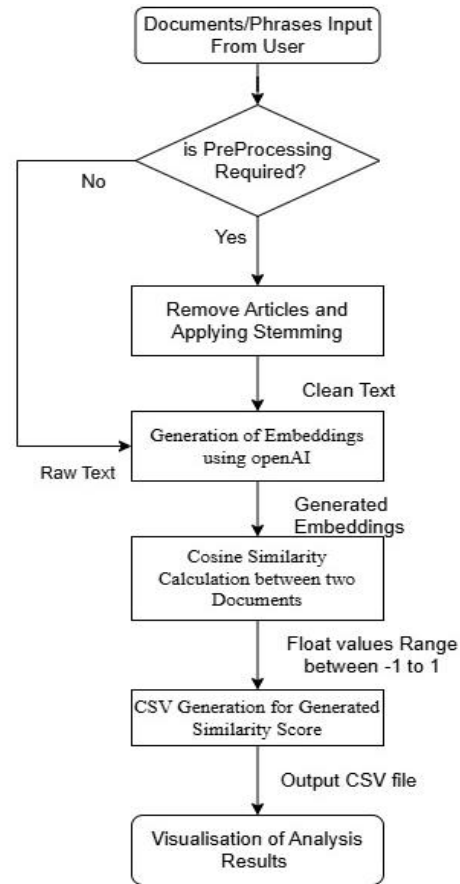 Documents/Phrases Input
From User
is PreProcessing
Required?
No
Yes
Remove Articles and
Applying Stemming
Clean Text
Generation of Embeddings
using openAI
Raw Text
Generated
Embeddings
Cosine Similarity
Calculation between two
Documents
Float values Range
between -1 to 1
CSV Generation for Generated
Similarity Score
Output CSV file
Visualisation of Analysis
Results